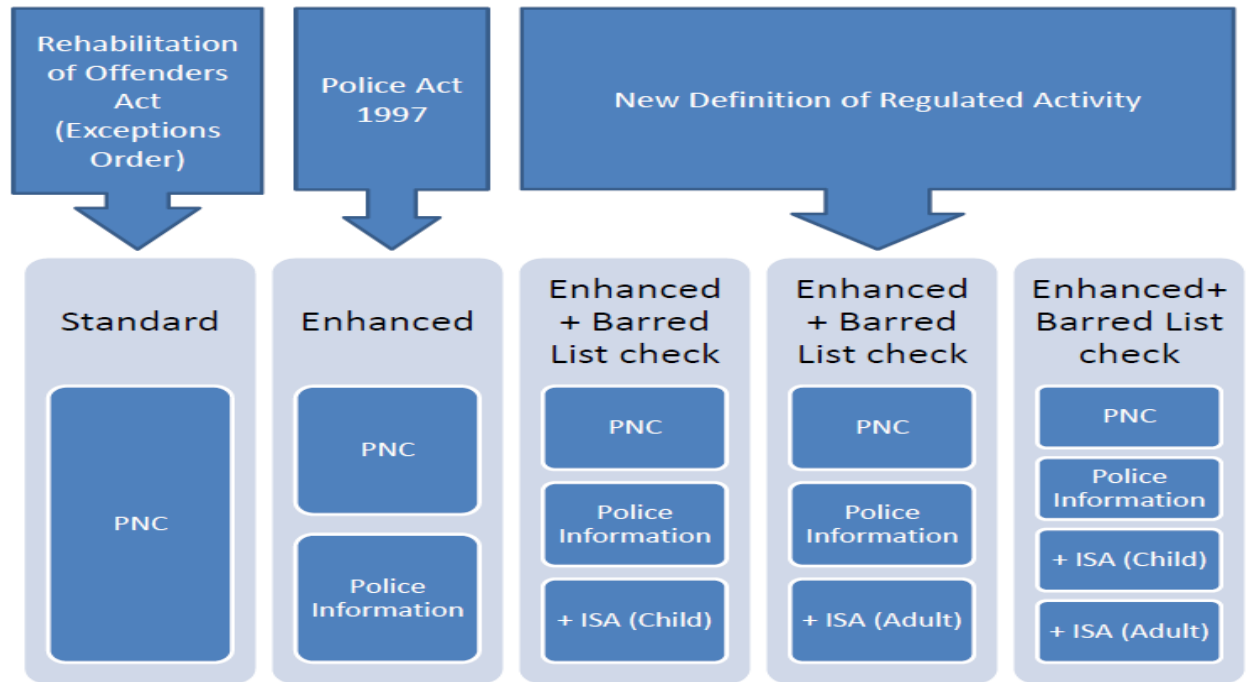 Rehabilitation
of Offenders
Act
(Exceptions
Order)
Police Act
1997
New Definition of Regulated Activity
Standard
PNC
Enhanced
PNC
Police
Information
Enhanced
+ Barred
List check
PNC
Police
Information
+ ISA (Child)
Enhanced
+ Barred
List check
PNC
Police
Information
+ ISA (Adult)
Enhanced+
Barred List
check
PNC
Police
Information
+ ISA (Child)
+ ISA (Adult)